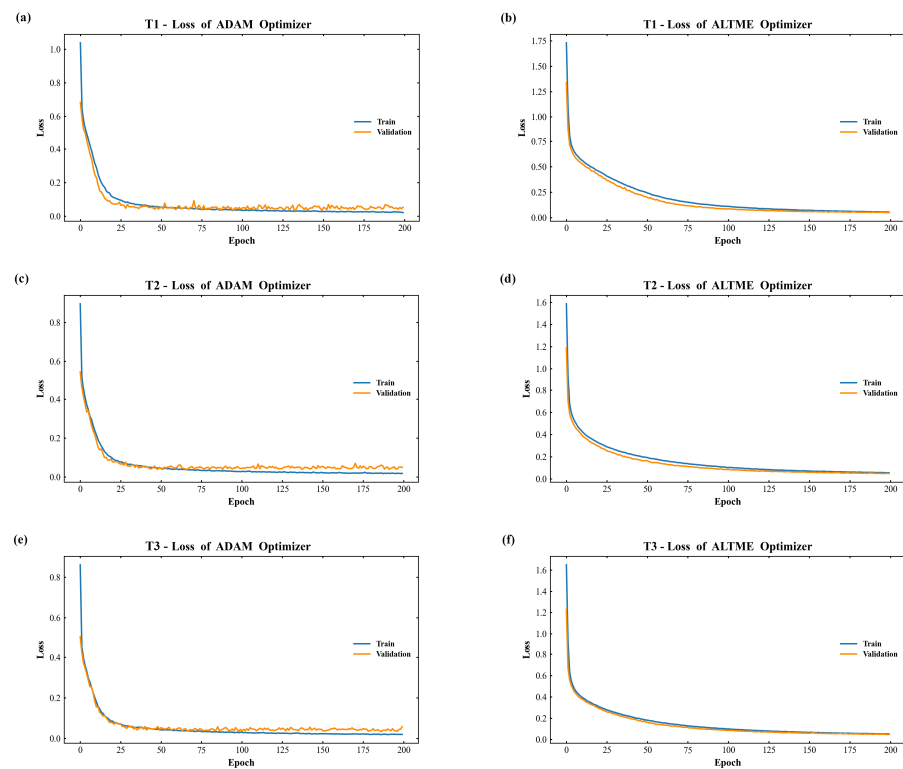 (a)
T1 - Loss of ADAM Optimizer
1.0
0.8
0.6
0.4
0.2
0.0
Loss
Train
Validation
0 25 50 75 100 125 150 175 200
Epoch
(b)
T1 - Loss of ALTME Optimizer
1.75
1.50
1.25
1.00
0.75
0.50
0.25
0.00
Loss
Train
Validation
0 25 50 75 100 125 150 175 200
Epoch
(c)
T2 - Loss of ADAM Optimizer
0.8
0.6
0.4
0.2
0.0
Loss
Train
Validation
0 25 50 75 100 125 150 175 200
Epoch
(d)
T2 - Loss of ALTME Optimizer
1.6
1.4
1.2
1.0
0.8
0.6
0.4
0.2
0.0
Loss
Train
Validation
0 25 50 75 100 125 150 175 200
Epoch
(e)
T3 - Loss of ADAM Optimizer
0.8
0.6
0.4
0.2
0.0
Loss
Train
Validation
0 25 50 75 100 125 150 175 200
Epoch
(f)
T3 - Loss of ALTME Optimizer
1.6
1.4
1.2
1.0
0.8
0.6
0.4
0.2
0.0
Loss
Train
Validation
0 25 50 75 100 125 150 175 200
Epoch